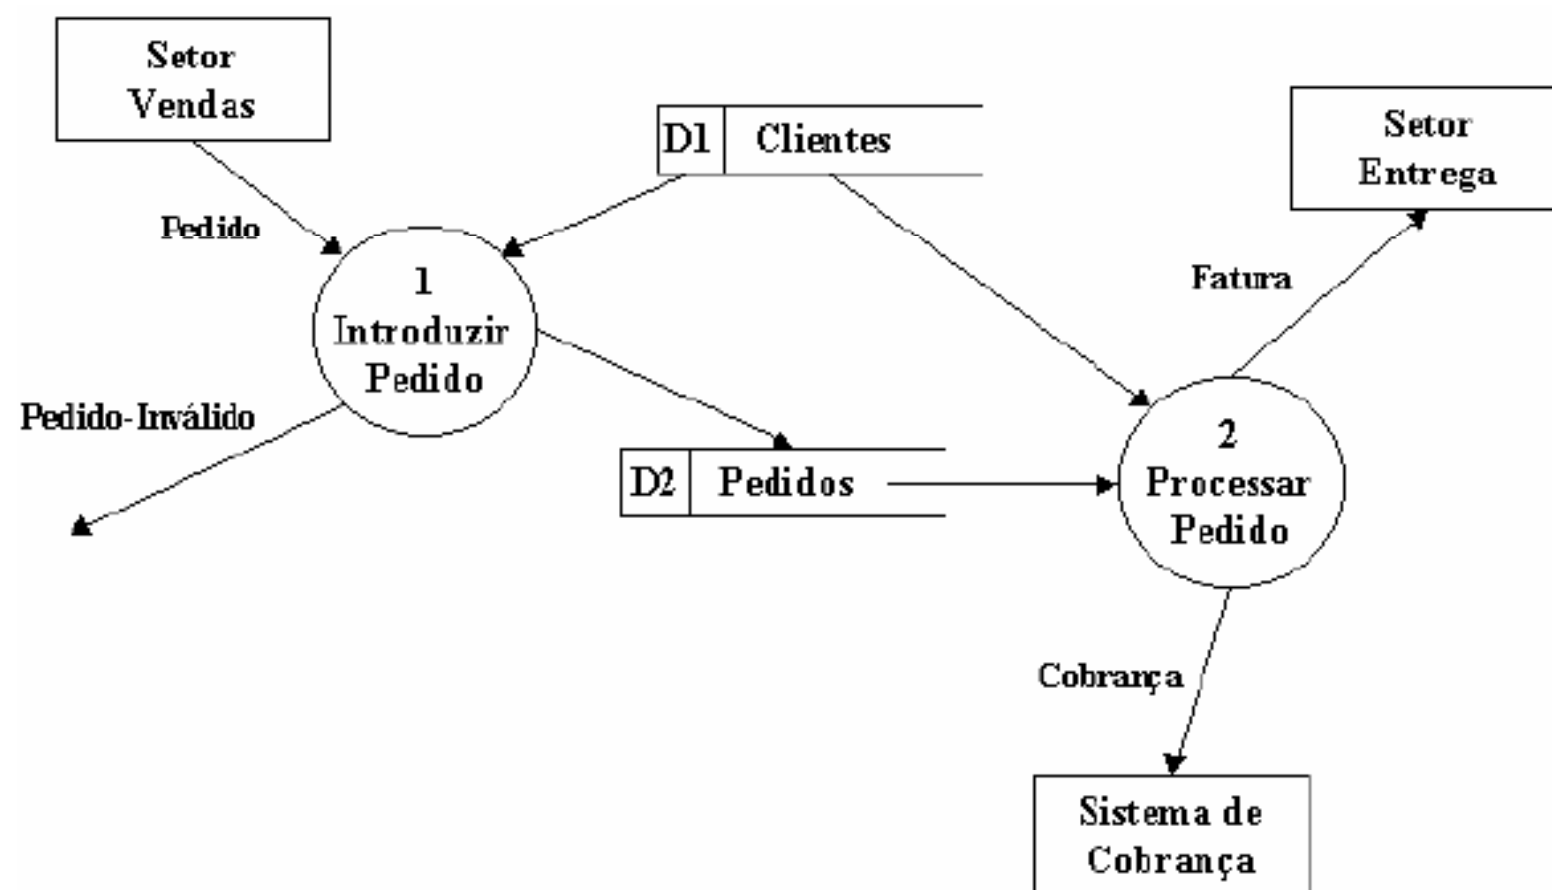 Setor
Vendas
D1 Clientes
Setor
Entrega
Pedido
Fatura
1
Introduzir
Pedido
Pedido-Inválido
D2 Pedidos
2
Processar
Pedido
Cobrança
Sistema de
Cobrança